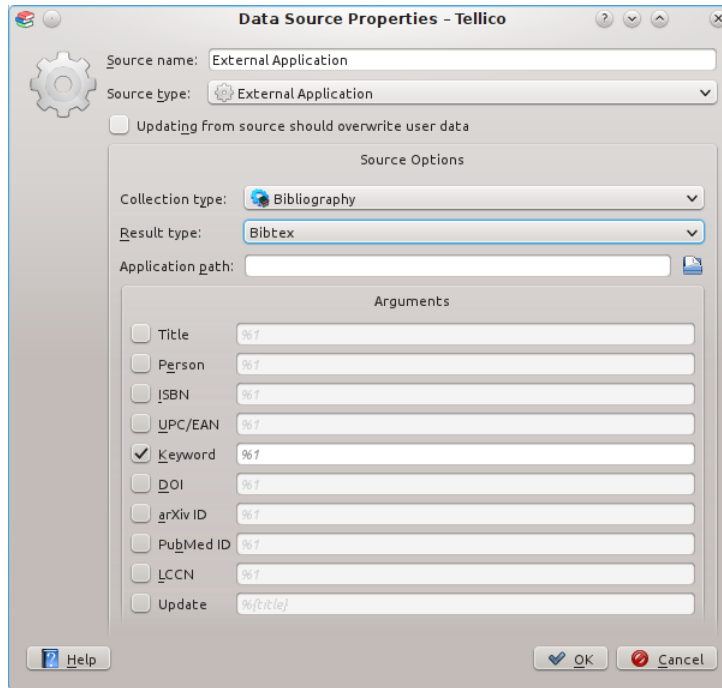 Data Source Properties – Tellico
Source name: External Application
Source type: External Application
Updating from source should overwrite user data
Source Options
Collection type: Bibliography
Result type: Bibtex
Application path:
Arguments
Title %1
Person %1
ISBN %1
UPC/EAN %1
Keyword %1
DOI %1
arXiv ID %1
PubMed ID %1
LCCN %1
Update %{title}
Help OK Cancel